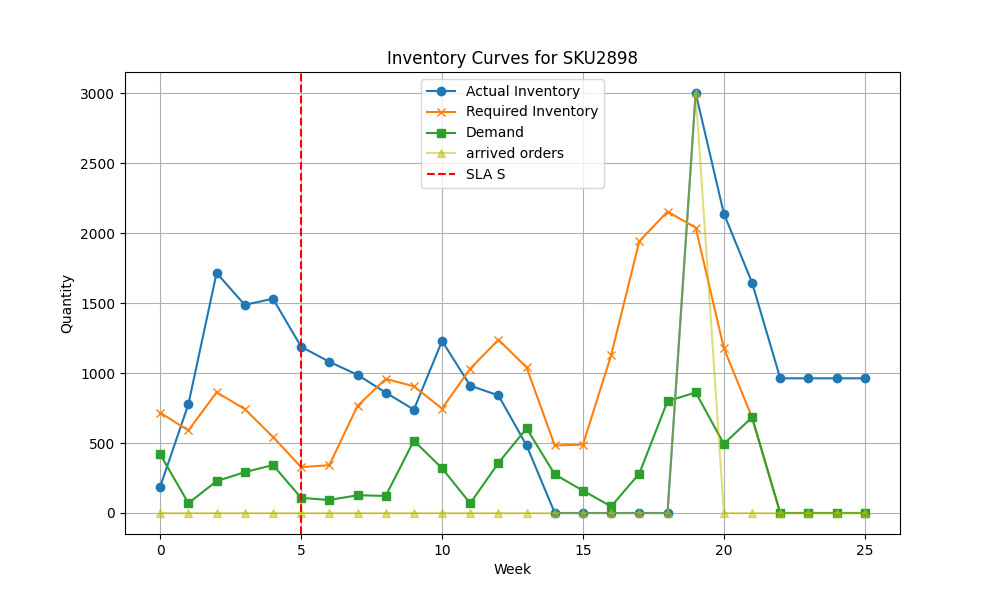 Inventory Curves for SKU2898
Actual Inventory
Required Inventory
Demand
arrived orders
SLA S
3000
2500
2000
1500
1000
500
0
Quantity
0 5 10 15 20 25
Week